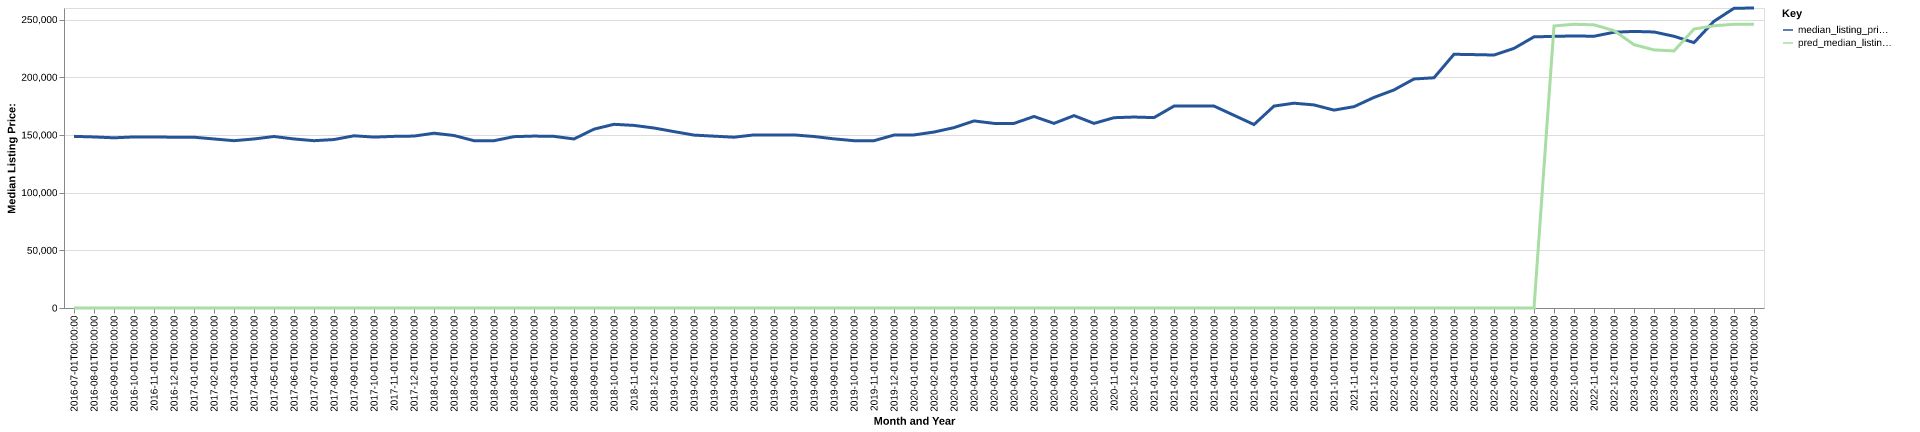 Median Listing Price:
250,000
200,000
150,000
100,000
50,000
0
2016-07-01T00:00:00
2016-08-01T00:00:00
2016-09-01T00:00:00
2016-10-01T00:00:00
2016-11-01T00:00:00
2016-12-01T00:00:00
2017-01-01T00:00:00
2017-02-01T00:00:00
2017-03-01T00:00:00
2017-04-01T00:00:00
2017-05-01T00:00:00
2017-06-01T00:00:00
2017-07-01T00:00:00
2017-08-01T00:00:00
2017-09-01T00:00:00
2017-10-01T00:00:00
2017-11-01T00:00:00
2017-12-01T00:00:00
2018-01-01T00:00:00
2018-02-01T00:00:00
2018-03-01T00:00:00
2018-04-01T00:00:00
2018-05-01T00:00:00
2018-06-01T00:00:00
2018-07-01T00:00:00
2018-08-01T00:00:00
2018-09-01T00:00:00
2018-10-01T00:00:00
2018-11-01T00:00:00
2018-12-01T00:00:00
2019-01-01T00:00:00
2019-02-01T00:00:00
2019-03-01T00:00:00
2019-04-01T00:00:00
2019-05-01T00:00:00
2019-06-01T00:00:00
2019-07-01T00:00:00
2019-08-01T00:00:00
2019-09-01T00:00:00
2019-10-01T00:00:00
2019-11-01T00:00:00
2019-12-01T00:00:00
2020-01-01T00:00:00
2020-02-01T00:00:00
2020-03-01T00:00:00
2020-04-01T00:00:00
2020-05-01T00:00:00
2020-06-01T00:00:00
2020-07-01T00:00:00
2020-08-01T00:00:00
2020-09-01T00:00:00
2020-10-01T00:00:00
2020-11-01T00:00:00
2020-12-01T00:00:00
2021-01-01T00:00:00
2021-02-01T00:00:00
2021-03-01T00:00:00
2021-04-01T00:00:00
2021-05-01T00:00:00
2021-06-01T00:00:00
2021-07-01T00:00:00
2021-08-01T00:00:00
2021-09-01T00:00:00
2021-10-01T00:00:00
2021-11-01T00:00:00
2021-12-01T00:00:00
2022-01-01T00:00:00
2022-02-01T00:00:00
2022-03-01T00:00:00
2022-04-01T00:00:00
2022-05-01T00:00:00
2022-06-01T00:00:00
2022-07-01T00:00:00
2022-08-01T00:00:00
2022-09-01T00:00:00
2022-10-01T00:00:00
2022-11-01T00:00:00
2022-12-01T00:00:00
2023-01-01T00:00:00
2023-02-01T00:00:00
2023-03-01T00:00:00
2023-04-01T00:00:00
2023-05-01T00:00:00
2023-06-01T00:00:00
2023-07-01T00:00:00
Month and Year
Key
median_listing_pri…
pred_median_listin…